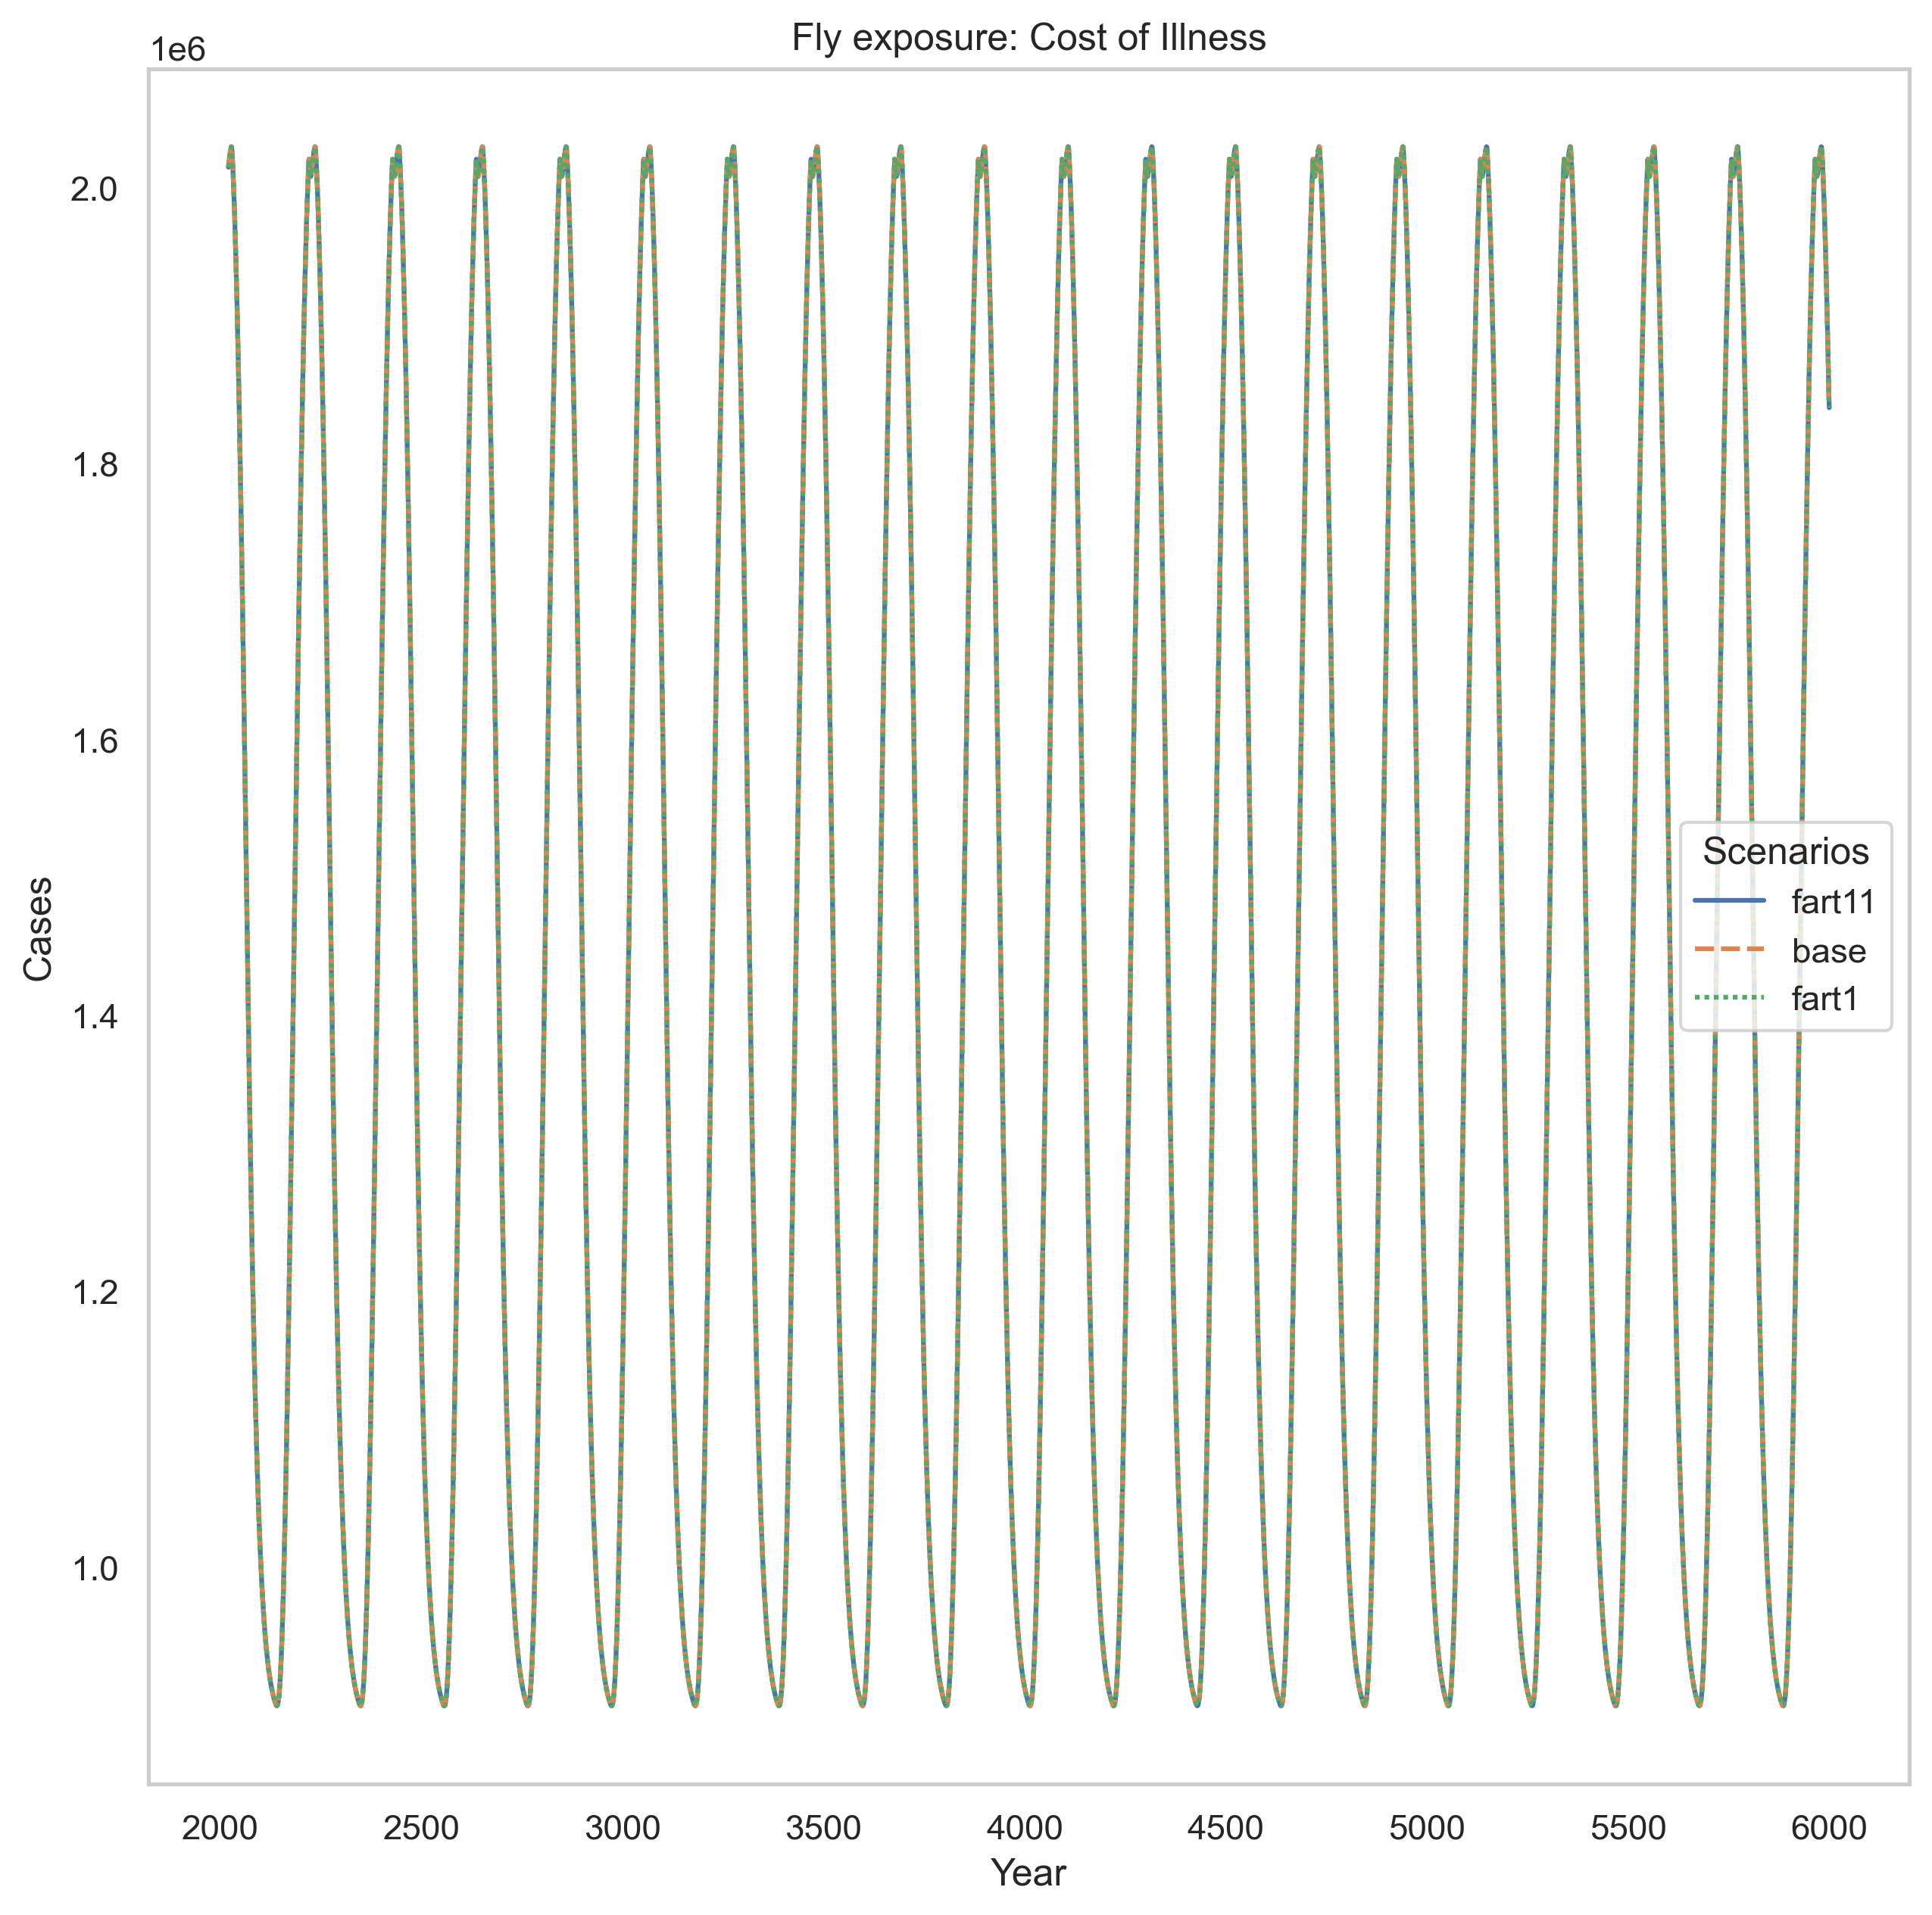 Fly exposure: Cost of Illness
1e6
2.0
1.8
1.6
1.4
1.2
1.0
Cases
Scenarios
fart11
base
fart1
2000 2500 3000 3500 4000 4500 5000 5500 6000
Year